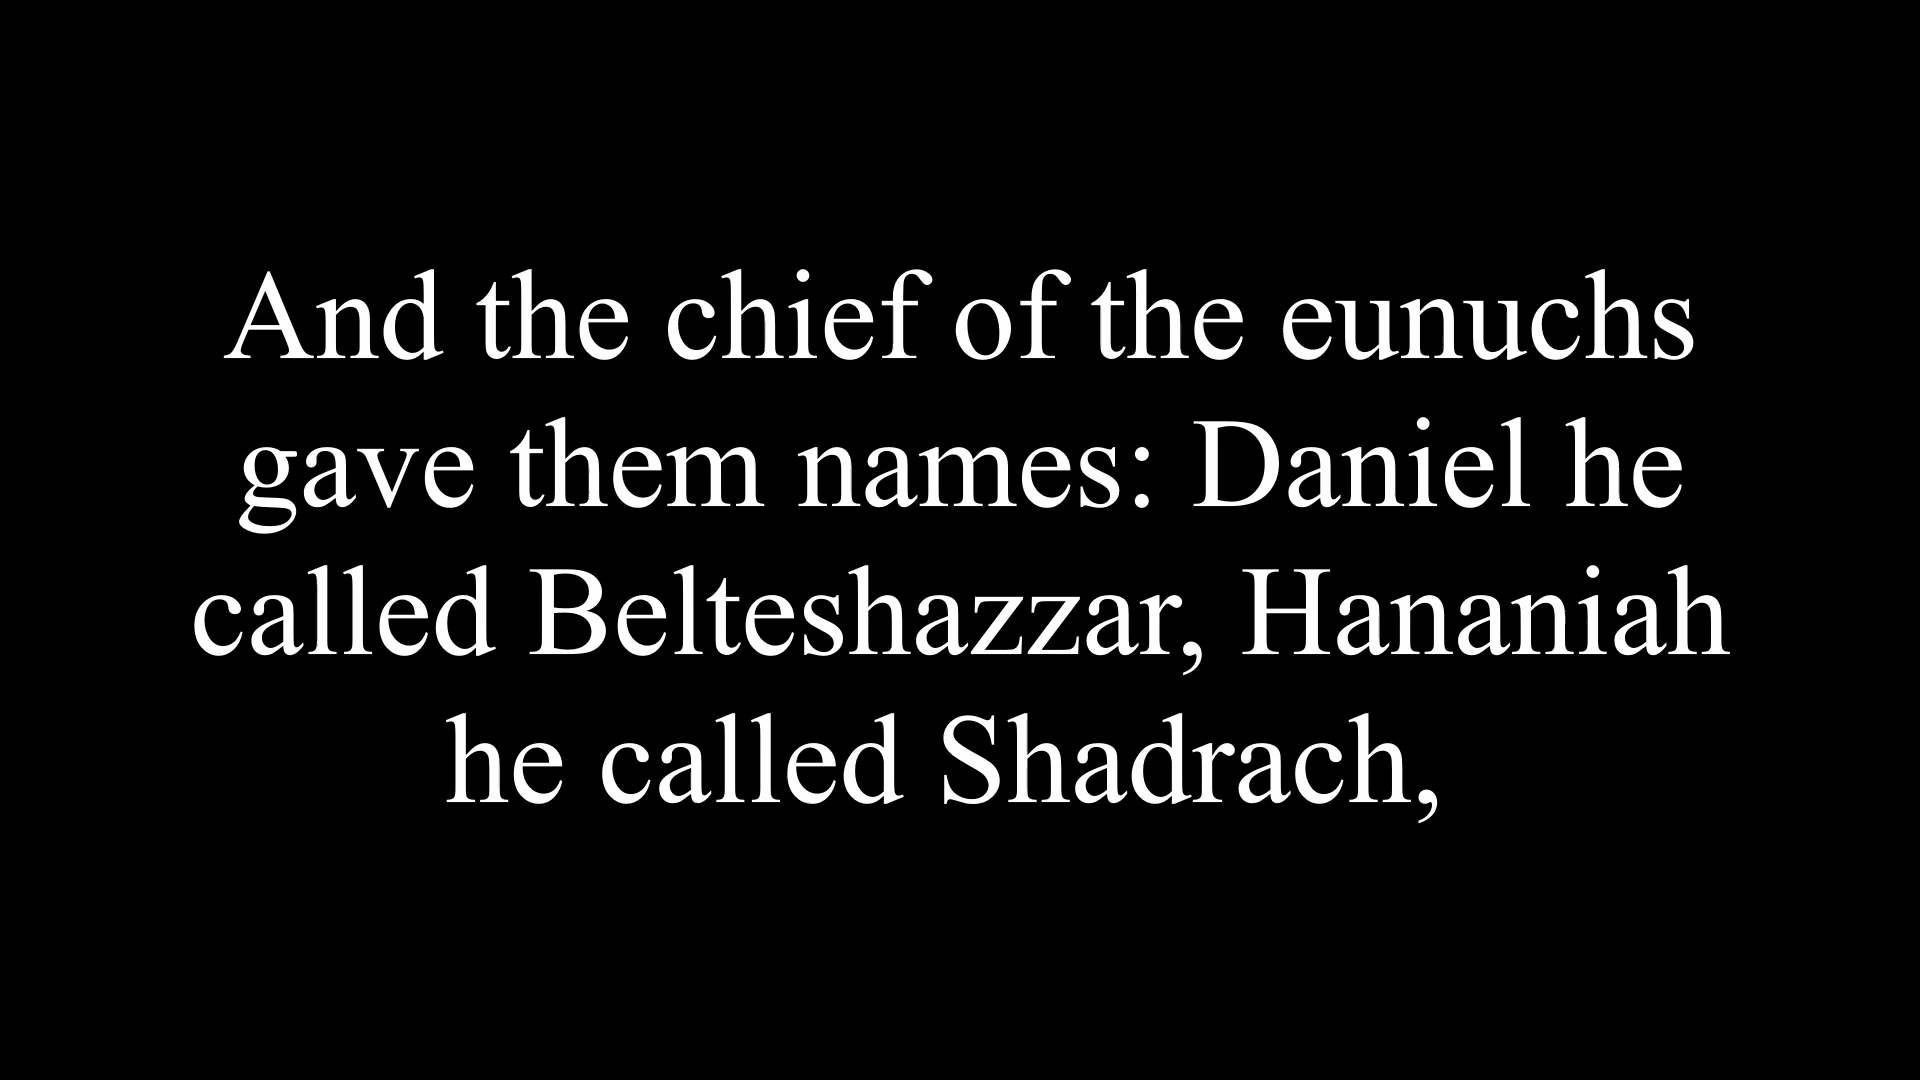 And the chief of the eunuchs
gave them names: Daniel he
called Belteshazzar, Hananiah
he called Shadrach,